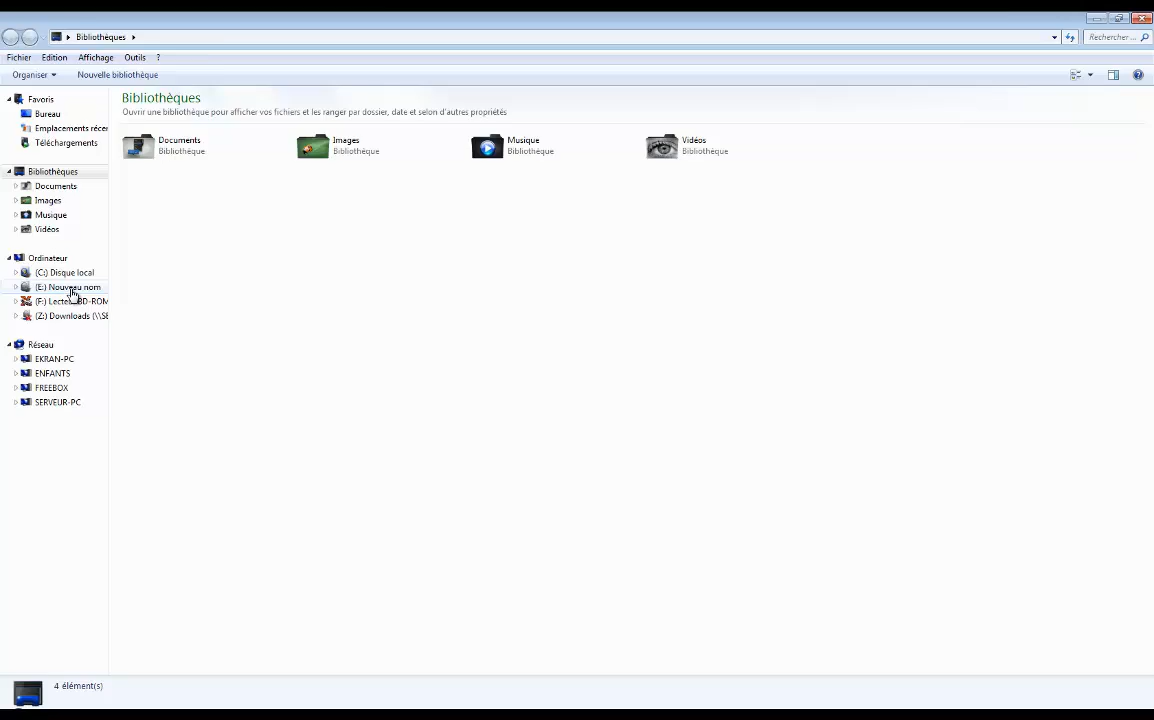 Bibliothèques
Rechercher ...
Fichier Edition Affichage Outils ?
Organiser Nouvelle bibliothèque
Favoris
Bureau
Emplacements réce
Téléchargements
Bibliothèques
Documents
Images
Musique
Vidéos
Ordinateur
(C:) Disque local
(E:) Nouveau nom
(F:) BD-ROM
(Z:) Downloads (\\SE
Réseau
EKRAN-PC
ENFANTS
FREEBOX
SERVEUR-PC
Bibliothèques
Ouvrir une bibliothèque pour afficher vos fichiers et les ranger par dossier, date et selon d'autres propriétés
Documents
Bibliothèque
Images
Bibliothèque
Musique
Bibliothèque
Vidéos
Bibliothèque
4 élément(s)